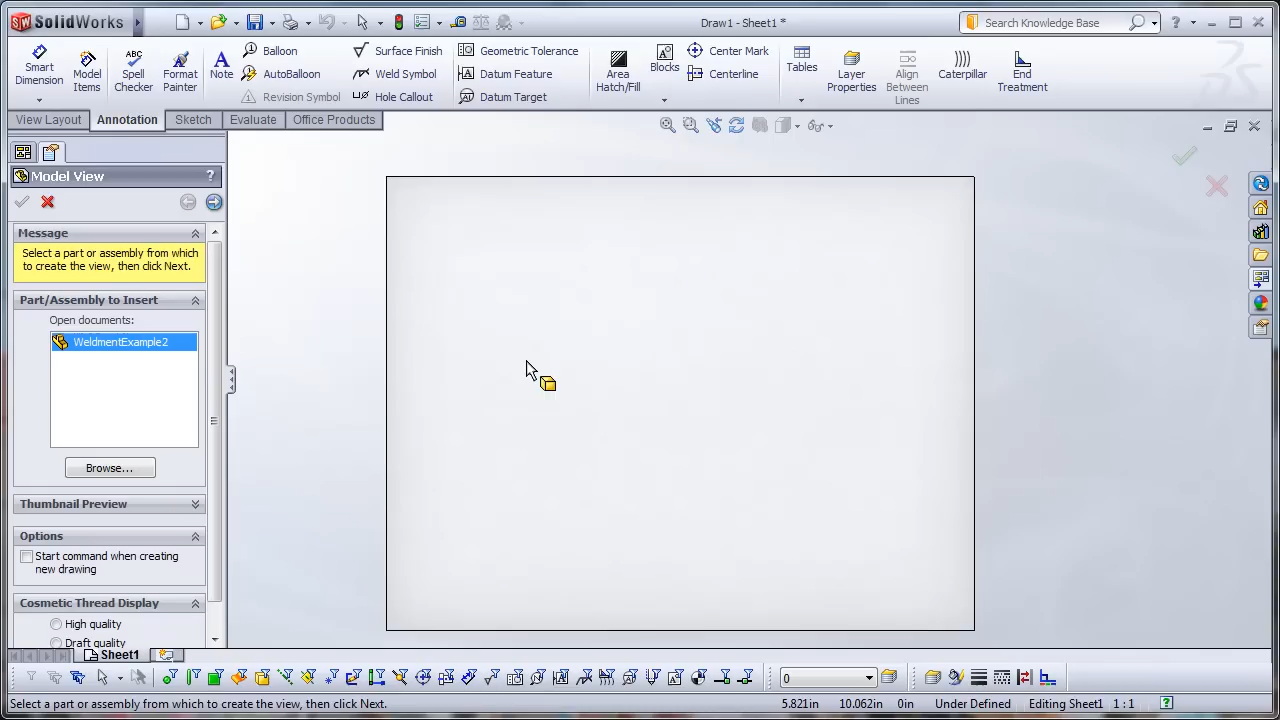 SolidWorks
Draw1 - Sheet1 *
Search Knowledge Base
Smart Dimension
Model Items
Spell Checker
Format Painter
Note
Balloon
AutoBalloon
Revision Symbol
Surface Finish
Weld Symbol
Hole Callout
Geometric Tolerance
Datum Feature
Datum Target
Area Hatch/Fill
Blocks
Center Mark
Centerline
Tables
Layer Properties
Align Between Lines
Caterpillar
End Treatment
View Layout
Annotation
Sketch
Evaluate
Office Products
Model View
?
Message
Select a part or assembly from which
to create the view, then click Next.
Part/Assembly to Insert
Open documents:
WeldmentExample2
Browse...
Thumbnail Preview
Options
Start command when creating
new drawing
Cosmetic Thread Display
High quality
Draft quality
Sheet1
0
Select a part or assembly from which to create the view, then click Next.
5.821in
10.062in
0in
Under Defined
Editing Sheet1
1 : 1
?